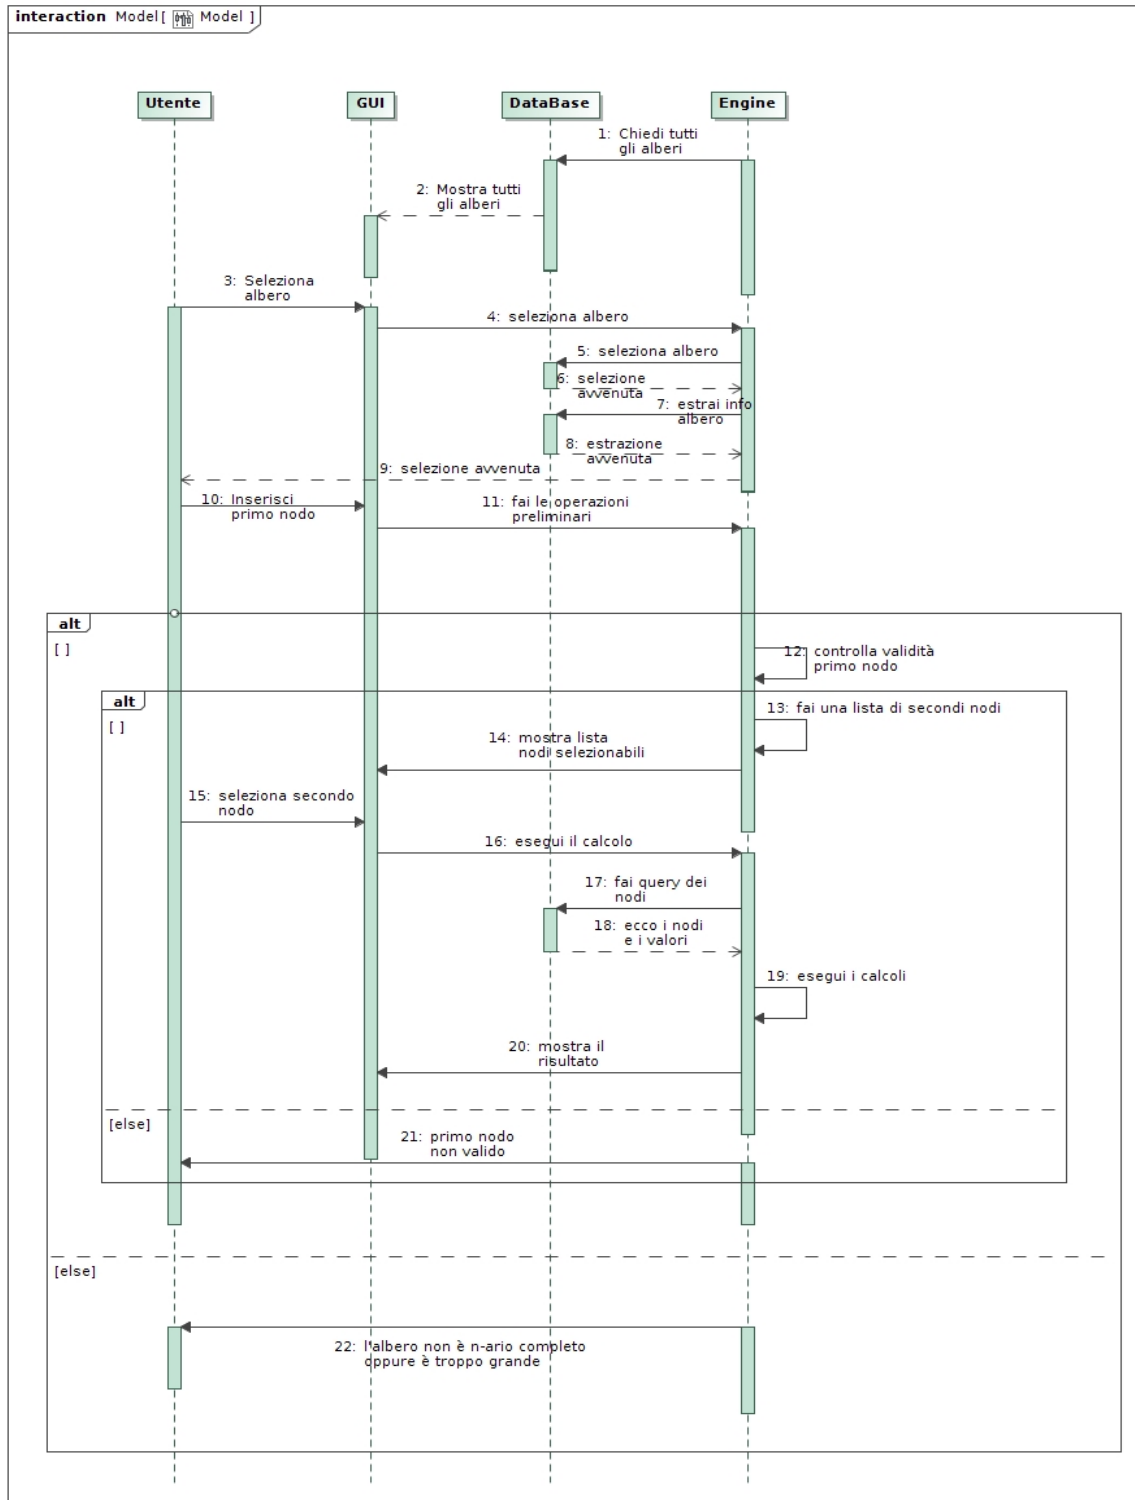 interaction Model[ Model ]
Utente
GUI
DataBase
Engine
1: Chiedi tutti
gli alberi
2: Mostra tutti
gli alberi
3: Seleziona
albero
4: seleziona albero
5: seleziona albero
6: selezione
avvenuta
7: estrai info
albero
8: estrazione
avvenuta
9: selezione avvenuta
10: Inserisci
primo nodo
11: fai le operazioni
preliminari
alt
[ ]
12: controlla validità
primo nodo
alt
[ ]
13: fai una lista di secondi nodi
14: mostra lista
nodi selezionabili
15: seleziona secondo
nodo
16: esegui il calcolo
17: fai query dei
nodi
18: ecco i nodi
e i valori
19: esegui i calcoli
20: mostra il
risultato
[else]
21: primo nodo
non valido
[else]
22: l'albero non è n-ario completo
oppure è troppo grande